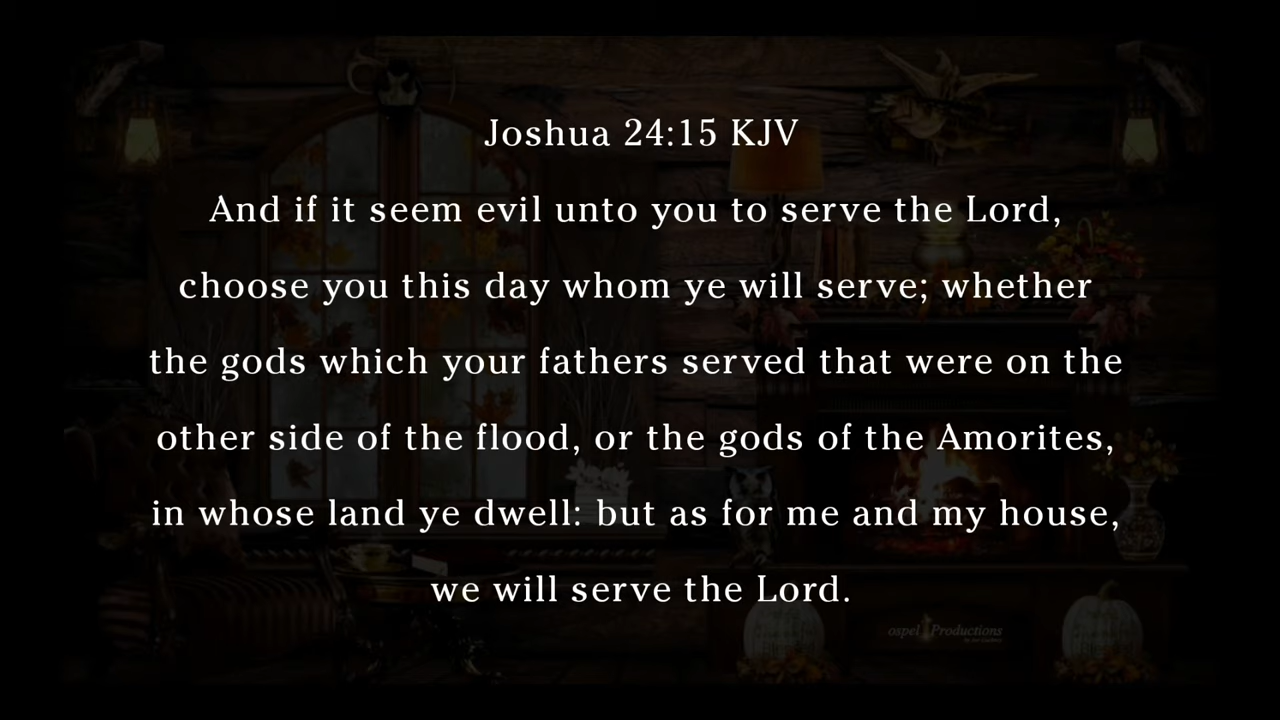 Joshua 24:15 KJV
And if it seem evil unto you to serve the Lord,
choose you this day whom ye will serve; whether
the gods which your fathers served that were on the
other side of the flood, or the gods of the Amorites,
in whose land ye dwell: but as for me and my house,
we will serve the Lord.
ospel Productions